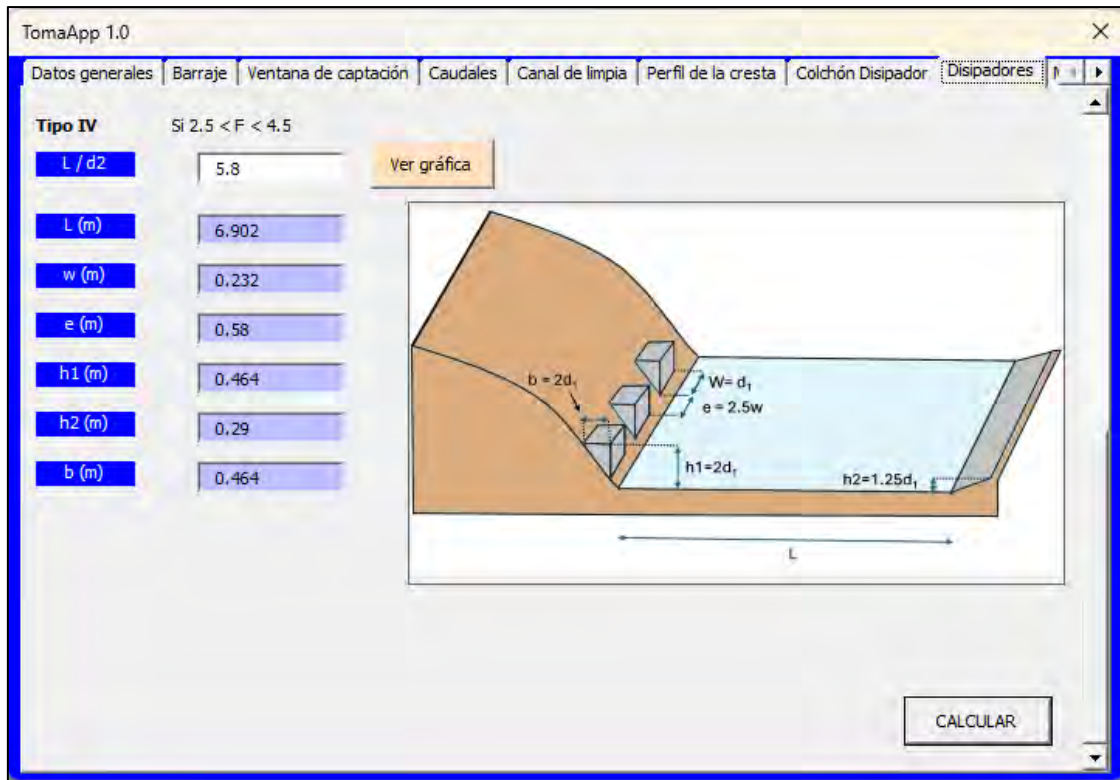 TomaApp 1.0
Datos generales Barraje Ventana de captación Caudales Canal de limpia Perfil de la cresta Colchón Disipador Disipadores
Tipo IV Si 2.5 < F < 4.5
L / d2 5.8 Ver gráfica
L (m) 6.902
w (m) 0.232
e (m) 0.58
h1 (m) 0.464
h2 (m) 0.29
b (m) 0.464
b = 2d₁
W= d₁
e = 2.5w
h1=2d₁
h2=1.25d₁
L
CALCULAR